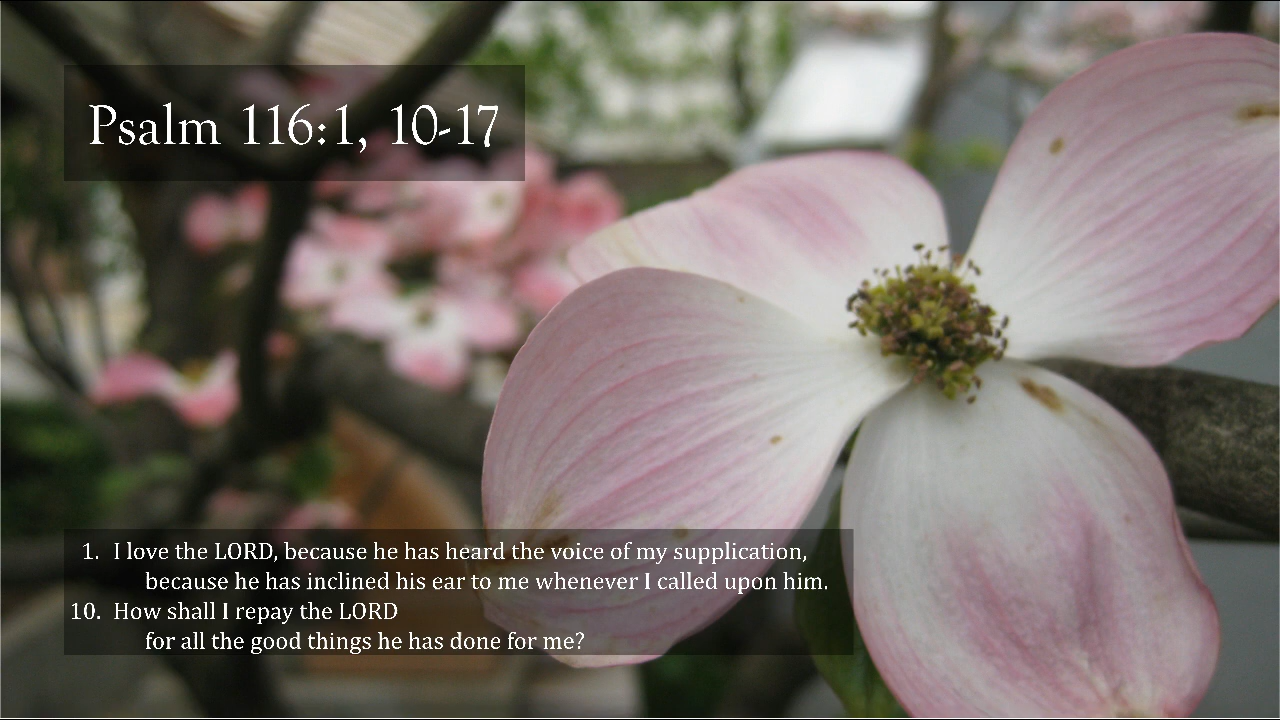 Psalm 116:1, 10-17
1. I love the LORD, because he has heard the voice of my supplication,
because he has inclined his ear to me whenever I called upon him.
10. How shall I repay the LORD
for all the good things he has done for me?